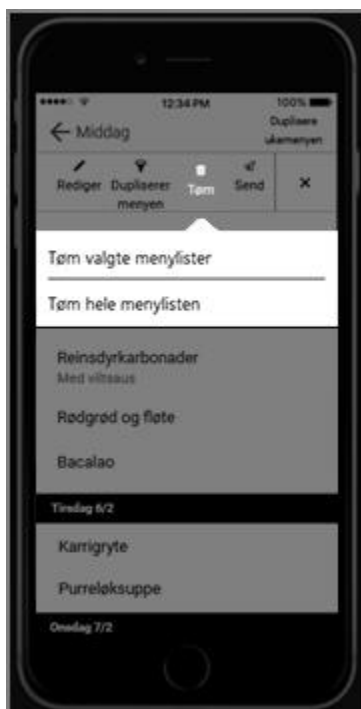 12:34 PM 100%
← Middag Duplisere
ukemenyen
Rediger Dupliserer Tøm Send ×
menyen
Tøm valgte menylister
Tøm hele menylisten
Reinsdyrkarbonader
Med viltsaus
Rødgrød og fløte
Bacalao
Tirsdag 6/2
Karrigryte
Purreløksuppe
Onsdag 7/2